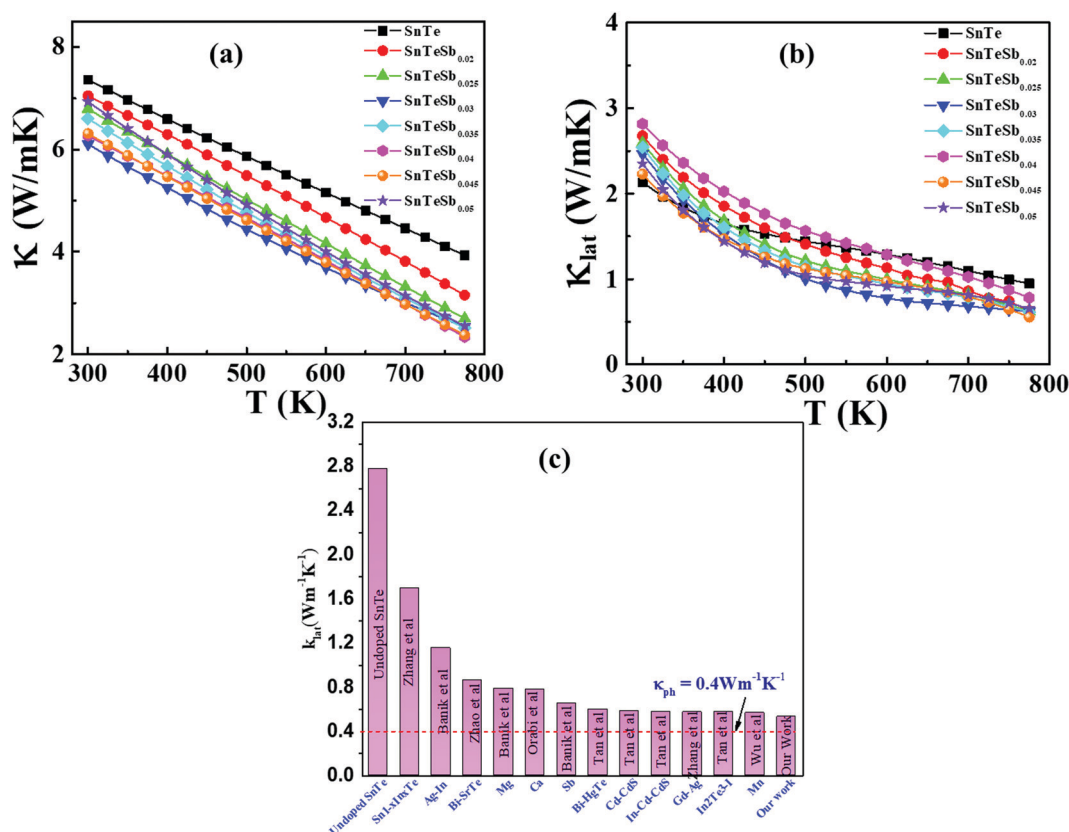 (a)
SnTe
SnTeSb0.02
SnTeSb0.025
SnTeSb0.03
SnTeSb0.035
SnTeSb0.04
SnTeSb0.045
SnTeSb0.05
8
6
4
2
K (W/mK)
300 400 500 600 700 800
T (K)
(b)
SnTe
SnTeSb0.02
SnTeSb0.025
SnTeSb0.03
SnTeSb0.035
SnTeSb0.04
SnTeSb0.045
SnTeSb0.05
4
3
2
1
0
Κlat (W/mK)
300 400 500 600 700 800
T (K)
(c)
3.2
2.8
2.4
2.0
1.6
1.2
0.8
0.4
0.0
klat(Wm-1K-1)
κph = 0.4Wm-1K-1
Undoped SnTe
Zhang et al
Banik et al
Zhao et al
Banik et al
Orabi et al
Banik et al
Tan et al
Tan et al
Tan et al
Zhang et al
Tan et al
Wu et al
Our Work
Undoped SnTe
Sn1-xInxTe
Ag-In
Bi-SrTe
Mg
Ca
Sb
Bi-HgTe
Cd-CdS
In-Cd-CdS
Gd-Ag
In2Te3-I
Mn
Our work